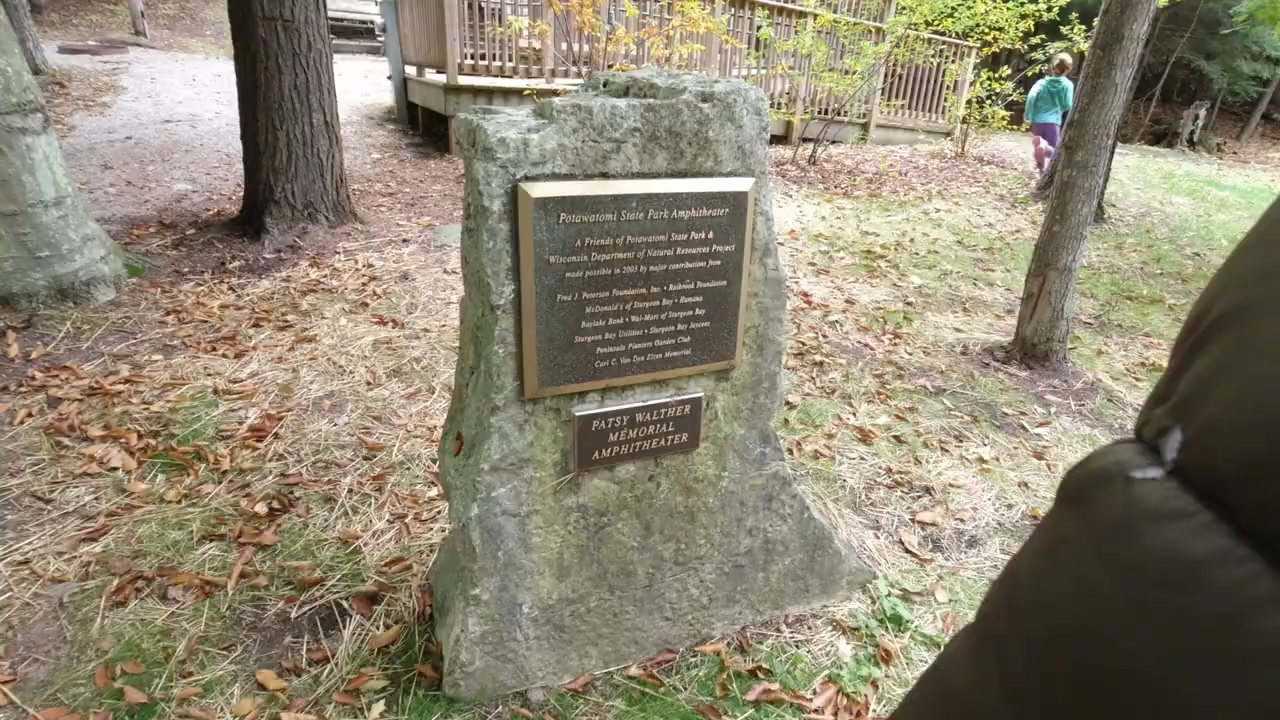 Potawatomi State Park Amphitheater
A Friends of Potawatomi State Park &
Wisconsin Department of Natural Resources Project
made possible in 2003 by major contributions from
Fred J. Peterson Foundation, Inc. • Raibrook Foundation
McDonald's of Sturgeon Bay • Humana
Baylake Bank • Wal-Mart of Sturgeon Bay
Sturgeon Bay Utilities • Sturgeon Bay Jaycees
Peninsula Planters Garden Club
Carl C. Van Dyn Elzen Memorial
PATSY WALTHER
MEMORIAL
AMPHITHEATER